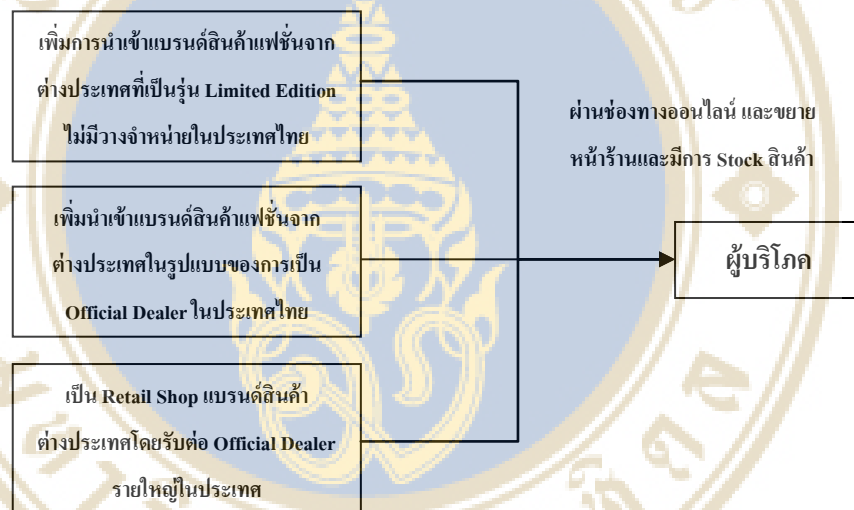 เพิ่มการนำเข้าแบรนด์สินค้าแฟชั่นจาก
ต่างประเทศที่เป็นรุ่น Limited Edition
ไม่มีวางจำหน่ายในประเทศไทย
ผ่านช่องทางออนไลน์ และขยาย
หน้าร้านและมีการ Stock สินค้า
เพิ่มนำเข้าแบรนด์สินค้าแฟชั่นจาก
ต่างประเทศในรูปแบบของการเป็น
Official Dealer ในประเทศไทย
ผู้บริโภค
เป็น Retail Shop แบรนด์สินค้า
ต่างประเทศโดยรับต่อ Official Dealer
รายใหญ่ในประเทศ